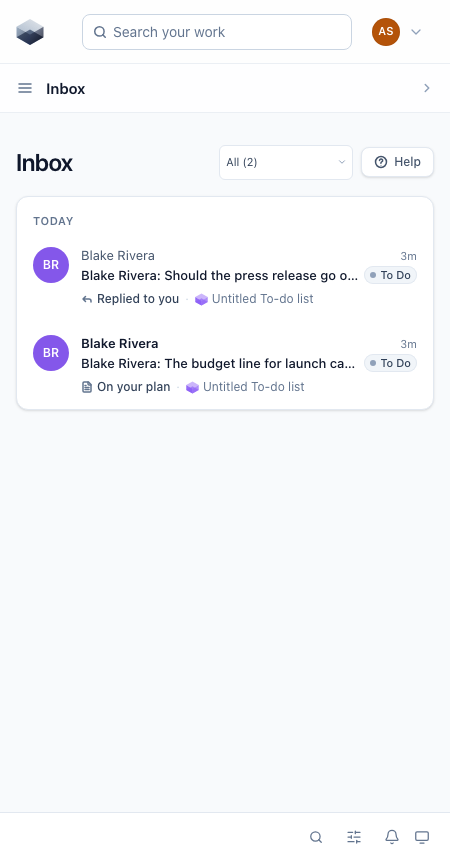 Search your work
AS
Inbox
Inbox
All (2)
Help
TODAY
BR
Blake Rivera
3m
Blake Rivera: Should the press release go o...
To Do
Replied to you · Untitled To-do list
BR
Blake Rivera
3m
Blake Rivera: The budget line for launch ca...
To Do
On your plan · Untitled To-do list